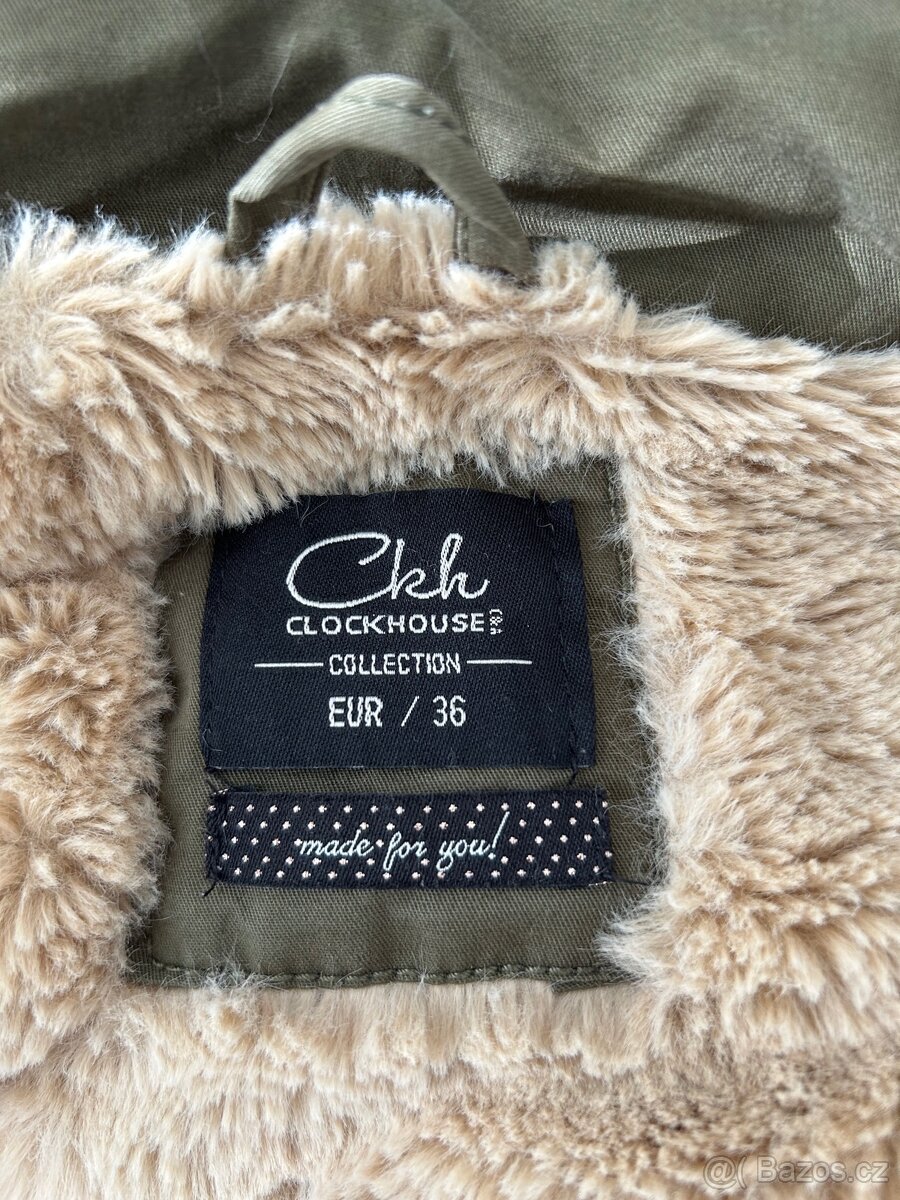 Ckh
CLOCKHOUSE C&A
COLLECTION
EUR / 36
made for you!
@( Bazos.cz